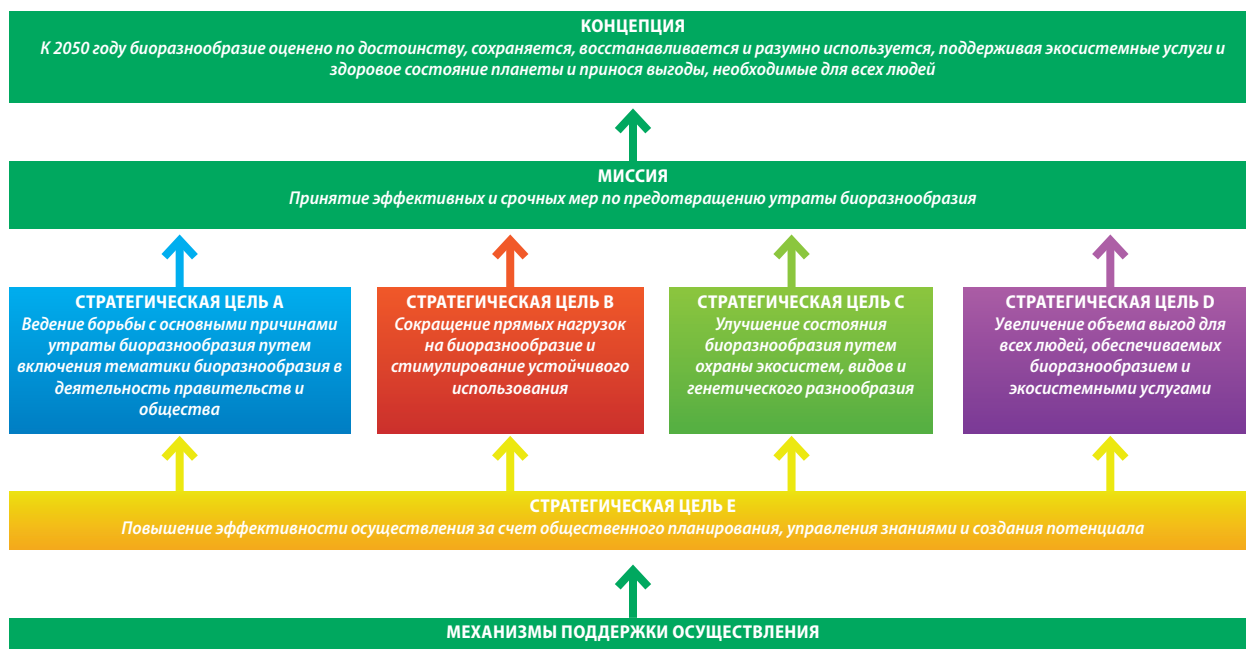 КОНЦЕПЦИЯ
К 2050 году биоразнообразие оценено по достоинству, сохраняется, восстанавливается и разумно используется, поддерживая экосистемные услуги и
здоровое состояние планеты и принося выгоды, необходимые для всех людей
МИССИЯ
Принятие эффективных и срочных мер по предотвращению утраты биоразнообразия
СТРАТЕГИЧЕСКАЯ ЦЕЛЬ A
Ведение борьбы с основными причинами
утраты биоразнообразия путем
включения тематики биоразнообразия в
деятельность правительств и
общества
СТРАТЕГИЧЕСКАЯ ЦЕЛЬ B
Сокращение прямых нагрузок
на биоразнообразие и
стимулирование устойчивого
использования
СТРАТЕГИЧЕСКАЯ ЦЕЛЬ C
Улучшение состояния
биоразнообразия путем
охраны экосистем, видов и
генетического разнообразия
СТРАТЕГИЧЕСКАЯ ЦЕЛЬ D
Увеличение объема выгод для
всех людей, обеспечиваемых
биоразнообразием и
экосистемными услугами
СТРАТЕГИЧЕСКАЯ ЦЕЛЬ E
Повышение эффективности осуществления за счет общественного планирования, управления знаниями и создания потенциала
МЕХАНИЗМЫ ПОДДЕРЖКИ ОСУЩЕСТВЛЕНИЯ